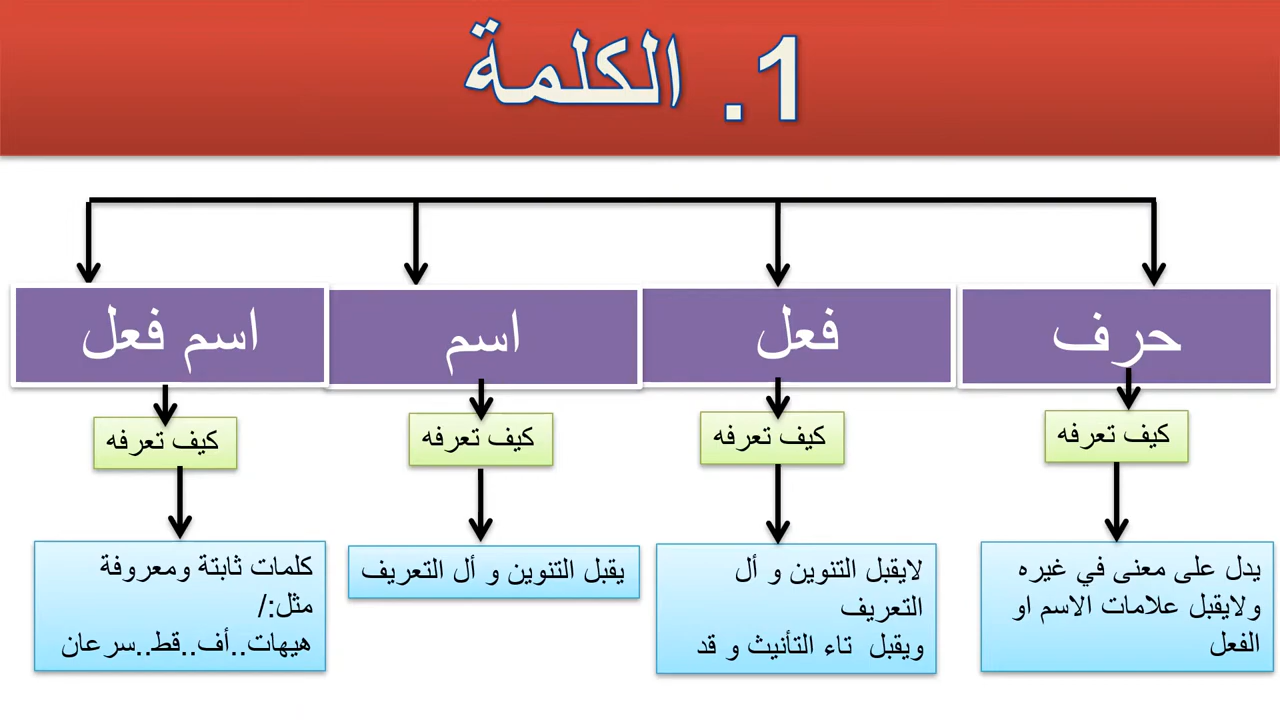 1. الكلمة
حرف
فعل
اسم
اسم فعل
كيف تعرفه
كيف تعرفه
كيف تعرفه
كيف تعرفه
يدل على معنى في غيره
ولايقبل علامات الاسم او
الفعل
لايقبل التنوين و أل
التعريف
ويقبل تاء التأنيث و قد
يقبل التنوين و أل التعريف
كلمات ثابتة ومعروفة
مثل:/
هيهات..أف..قط..سرعان